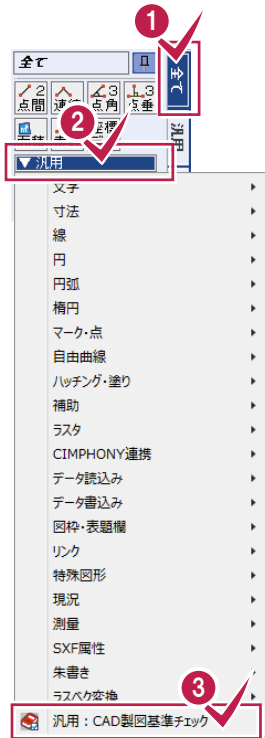 1
全て
全て
2 3 3
点間 連続 点角 点垂
2
座標
汎用
▼ 汎用
文字
寸法
線
円
円弧
楕円
マーク・点
自由曲線
ハッチング・塗り
補助
ラスタ
CIMPHONY連携
データ読込み
データ書込み
図枠・表題欄
リンク
特殊図形
現況
測量
SXF属性
朱書き
ラスベク変換
3
汎用：CAD製図基準チェック